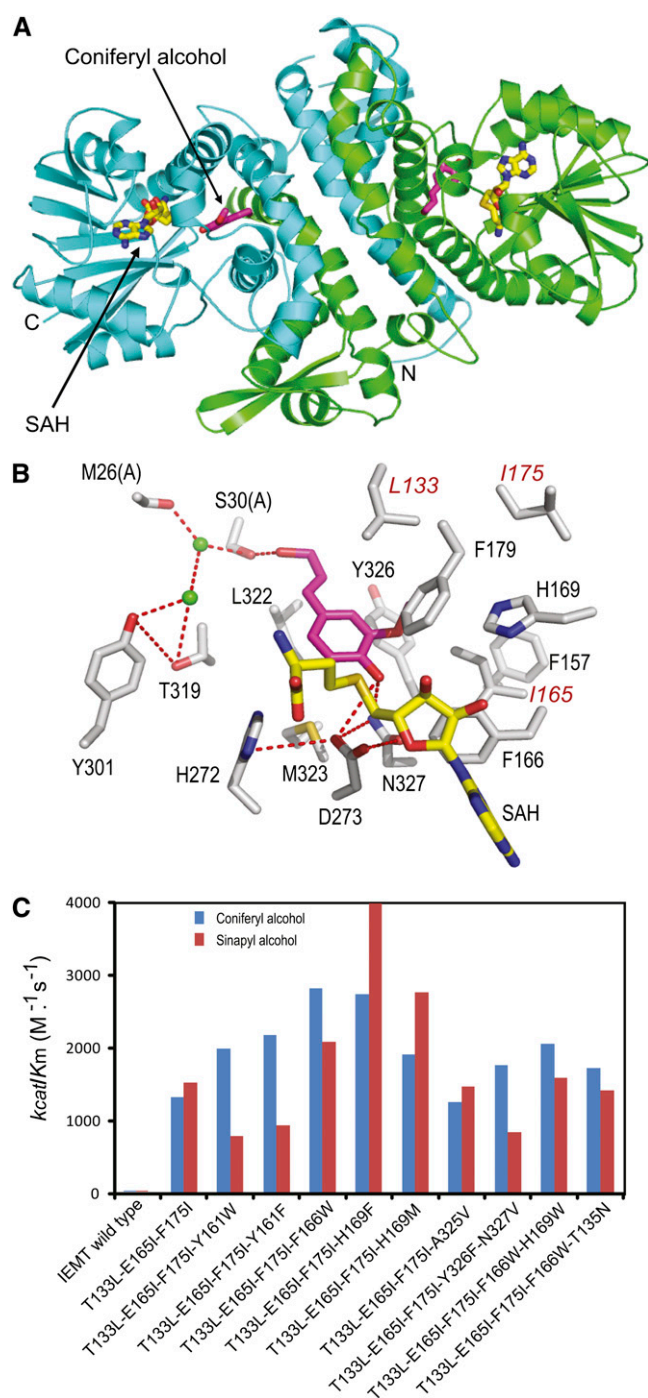 A
Coniferyl alcohol
C
N
SAH
B
M26(A)
S30(A)
L133
I175
F179
Y326
L322
H169
F157
T319
I165
Y301
H272
M323
N327
F166
D273
SAH
C
4000
Coniferyl alcohol
Sinapyl alcohol
3000
2000
1000
0
kcat/Km (M⁻¹ s⁻¹)
IEMT wild type
T133L-E165I-F175I
T133L-E165I-F175I-Y161W
T133L-E165I-F175I-Y161F
T133L-E165I-F175I-F166W
T133L-E165I-F175I-H169F
T133L-E165I-F175I-H169M
T133L-E165I-F175I-A325V
T133L-E165I-F175I-Y326F-N327V
T133L-E165I-F175I-F166W-H169W
T133L-E165I-F175I-F166W-T135N